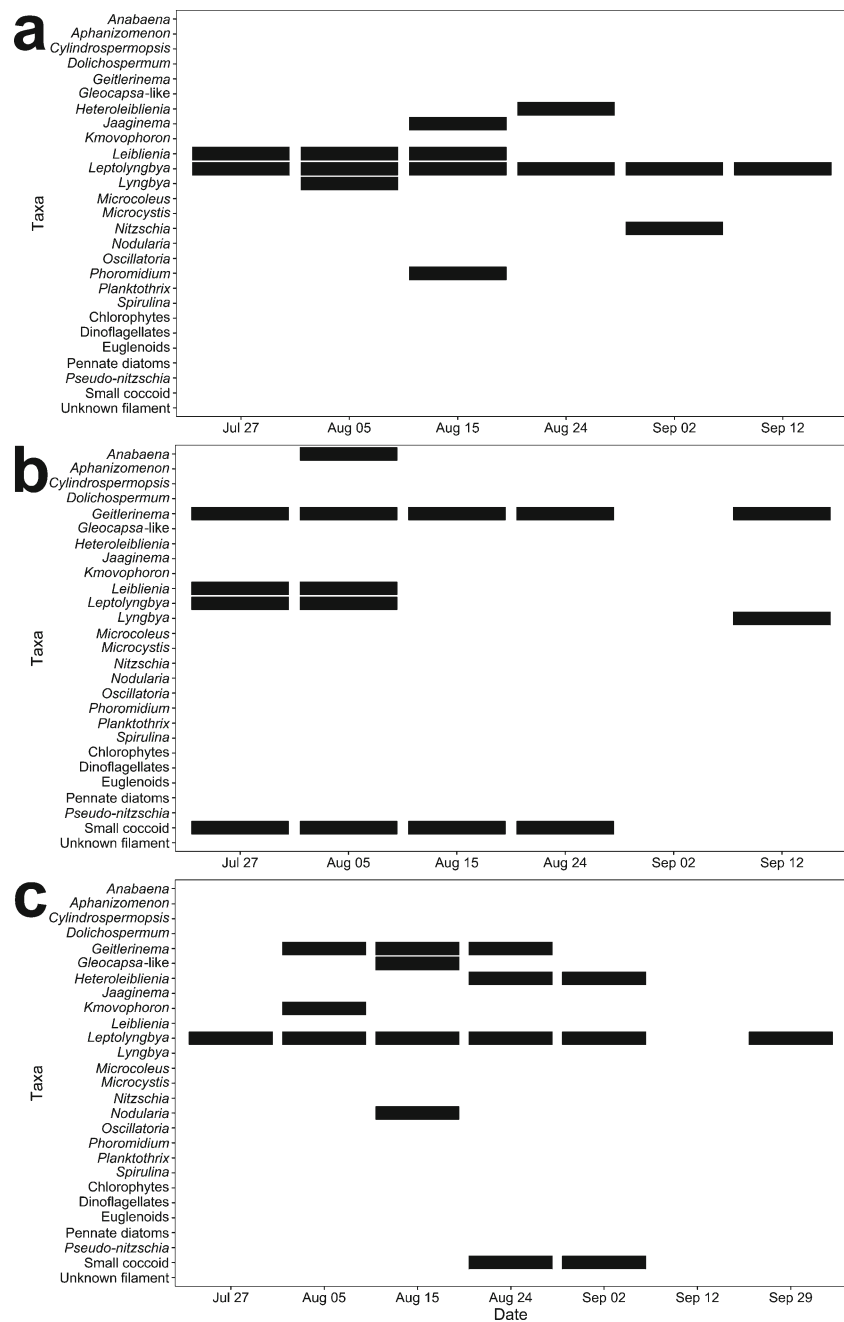 a
Anabaena
Aphanizomenon
Cylindrospermopsis
Dolichospermum
Geitlerinema
Gleocapsa-like
Heteroleiblienia
Jaaginema
Kmovophoron
Leiblienia
Leptolyngbya
Lyngbya
Microcoleus
Microcystis
Nitzschia
Nodularia
Oscillatoria
Phoromidium
Planktothrix
Spirulina
Chlorophytes
Dinoflagellates
Euglenoids
Pennate diatoms
Pseudo-nitzschia
Small coccoid
Unknown filament
Taxa
Jul 27 Aug 05 Aug 15 Aug 24 Sep 02 Sep 12
b
Anabaena
Aphanizomenon
Cylindrospermopsis
Dolichospermum
Geitlerinema
Gleocapsa-like
Heteroleiblienia
Jaaginema
Kmovophoron
Leiblienia
Leptolyngbya
Lyngbya
Microcoleus
Microcystis
Nitzschia
Nodularia
Oscillatoria
Phoromidium
Planktothrix
Spirulina
Chlorophytes
Dinoflagellates
Euglenoids
Pennate diatoms
Pseudo-nitzschia
Small coccoid
Unknown filament
Taxa
Jul 27 Aug 05 Aug 15 Aug 24 Sep 02 Sep 12
c
Anabaena
Aphanizomenon
Cylindrospermopsis
Dolichospermum
Geitlerinema
Gleocapsa-like
Heteroleiblienia
Jaaginema
Kmovophoron
Leiblienia
Leptolyngbya
Lyngbya
Microcoleus
Microcystis
Nitzschia
Nodularia
Oscillatoria
Phoromidium
Planktothrix
Spirulina
Chlorophytes
Dinoflagellates
Euglenoids
Pennate diatoms
Pseudo-nitzschia
Small coccoid
Unknown filament
Taxa
Jul 27 Aug 05 Aug 15 Aug 24 Sep 02 Sep 12 Sep 29
Date